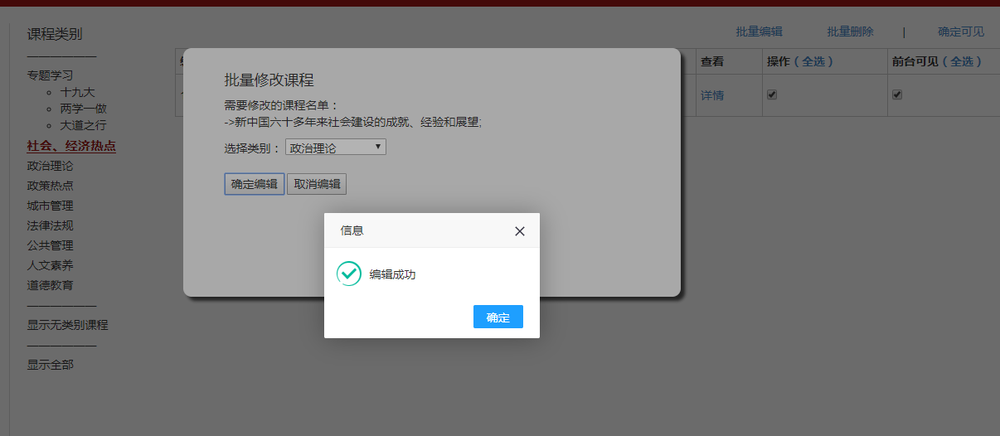 课程类别
——————
专题学习
十九大
两学一做
大道之行
社会、经济热点
政治理论
政策热点
城市管理
法律法规
公共管理
人文素养
道德教育
——————
显示无类别课程
——————
显示全部
批量编辑 批量删除 | 确定可见
查看 操作（全选） 前台可见（全选）
详情
批量修改课程
需要修改的课程名单：
->新中国六十多年来社会建设的成就、经验和展望;
选择类别： 政治理论
确定编辑 取消编辑
信息
编辑成功
确定